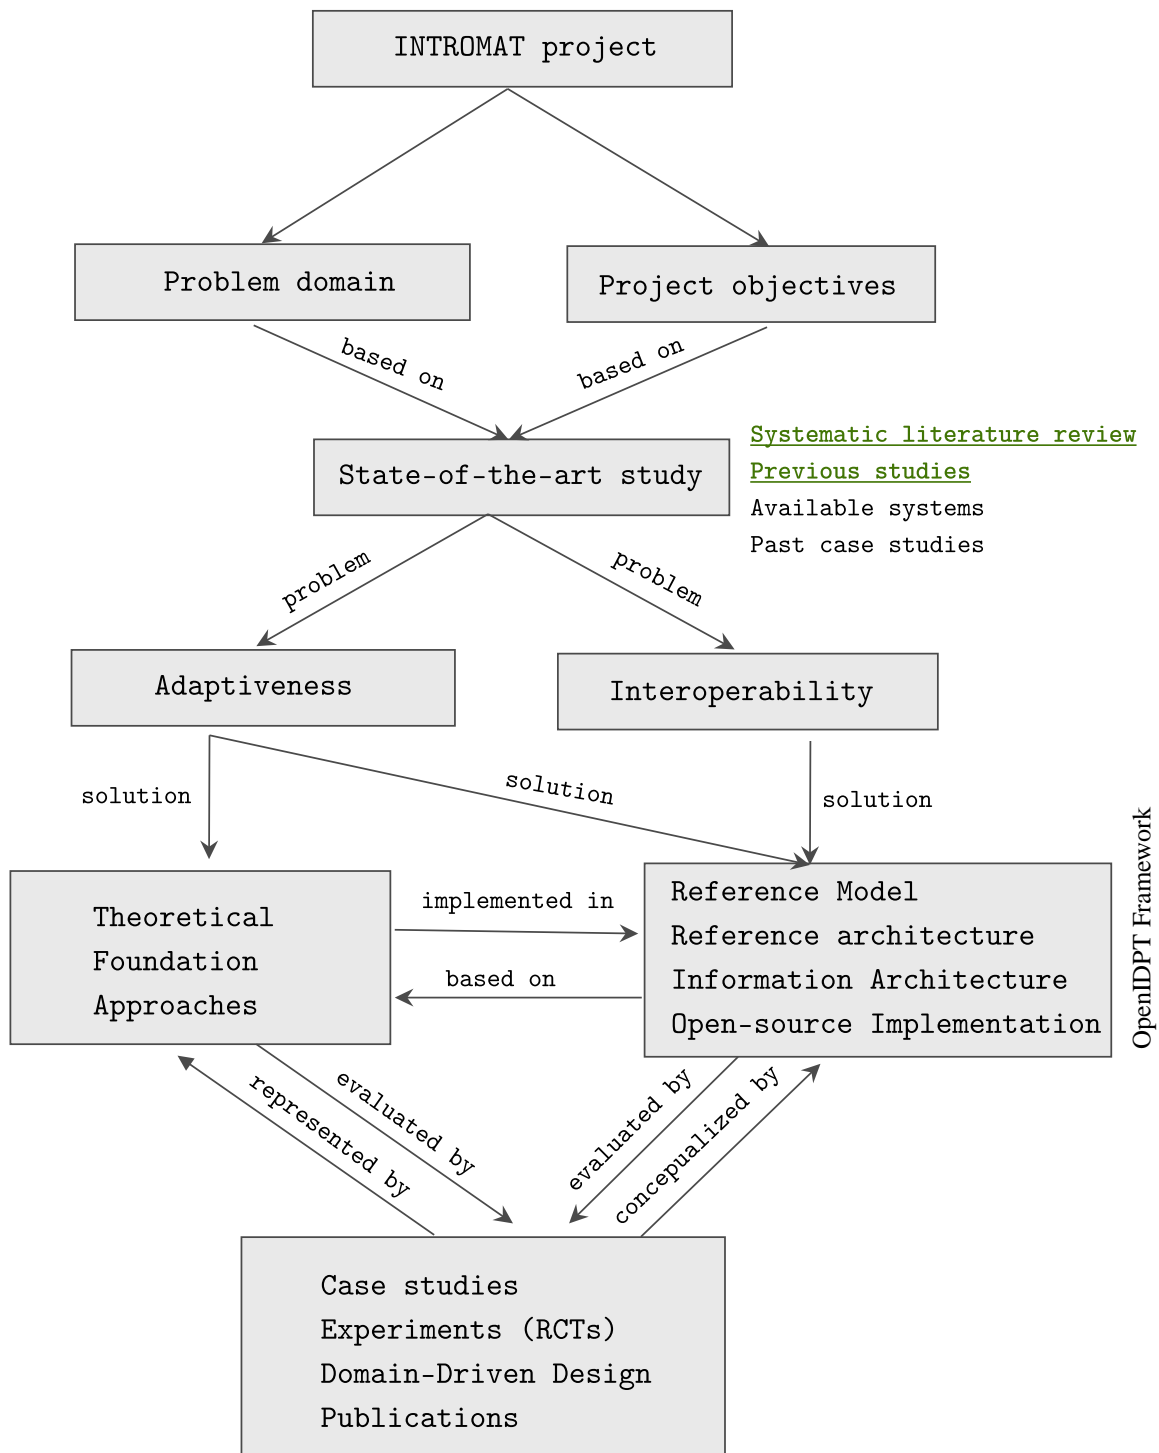 INTROMAT project
Problem domain
Project objectives
based on
based on
State-of-the-art study
Systematic literature review
Previous studies
Available systems
Past case studies
problem
problem
Adaptiveness
Interoperability
solution
solution
solution
Theoretical
Foundation
Approaches
implemented in
based on
Reference Model
Reference architecture
Information Architecture
Open-source Implementation
OpenIDPT Framework
represented by
evaluated by
evaluated by
concepualized by
Case studies
Experiments (RCTs)
Domain-Driven Design
Publications